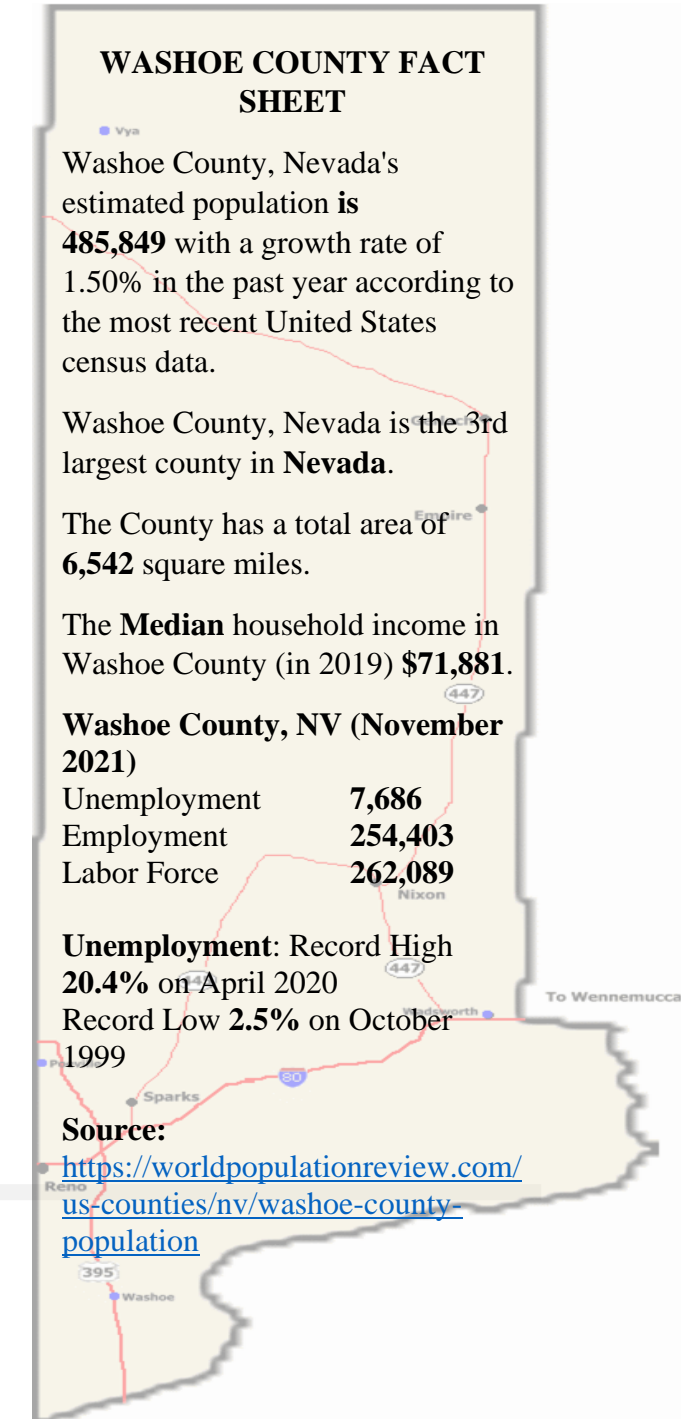 WASHOE COUNTY FACT
SHEET
Vya
Washoe County, Nevada's
estimated population is
485,849 with a growth rate of
1.50% in the past year according to
the most recent United States
census data.
Washoe County, Nevada is the 3rd
largest county in Nevada.
Empire
The County has a total area of
6,542 square miles.
The Median household income in
Washoe County (in 2019) $71,881.
447
Washoe County, NV (November
2021)
Unemployment 7,686
Employment 254,403
Labor Force 262,089
Nixon
Unemployment: Record High
447
20.4% on April 2020
To Wennemucca
Wadsworth
Record Low 2.5% on October
1999
80
Sparks
Source:
https://worldpopulationreview.com/
Reno
us-counties/nv/washoe-county-
population
395
Washoe